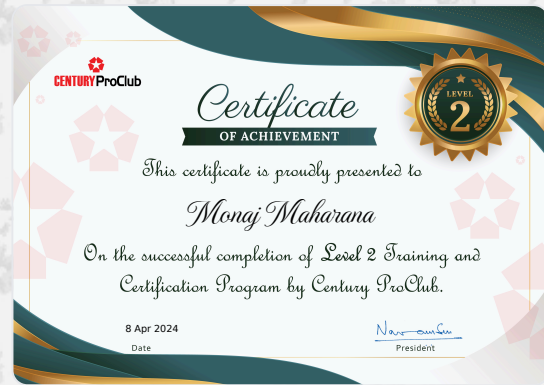 CENTURY ProClub
LEVEL
2
Certificate
OF ACHIEVEMENT
This certificate is proudly presented to
Monaj Maharana
On the successful completion of Level 2 Training and
Certification Program by Century ProClub.
8 Apr 2024
Date
President